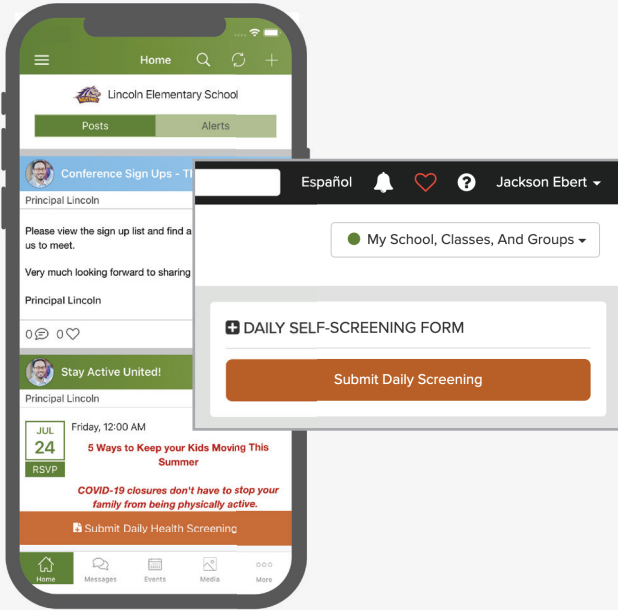 Home
Lincoln Elementary School
Posts
Alerts
Conference Sign Ups -
Principal Lincoln
Please view the sign up list and find a
us to meet.
Very much looking forward to sharing
Principal Lincoln
0 0
Stay Active United!
Principal Lincoln
JUL
24
RSVP
Friday, 12:00 AM
5 Ways to Keep your Kids Moving This
Summer
COVID-19 closures don't have to stop your
family from being physically active.
Submit Daily Health Screening
Home
Messages
Events
Media
More
Español
Jackson Ebert
My School, Classes, And Groups
DAILY SELF-SCREENING FORM
Submit Daily Screening